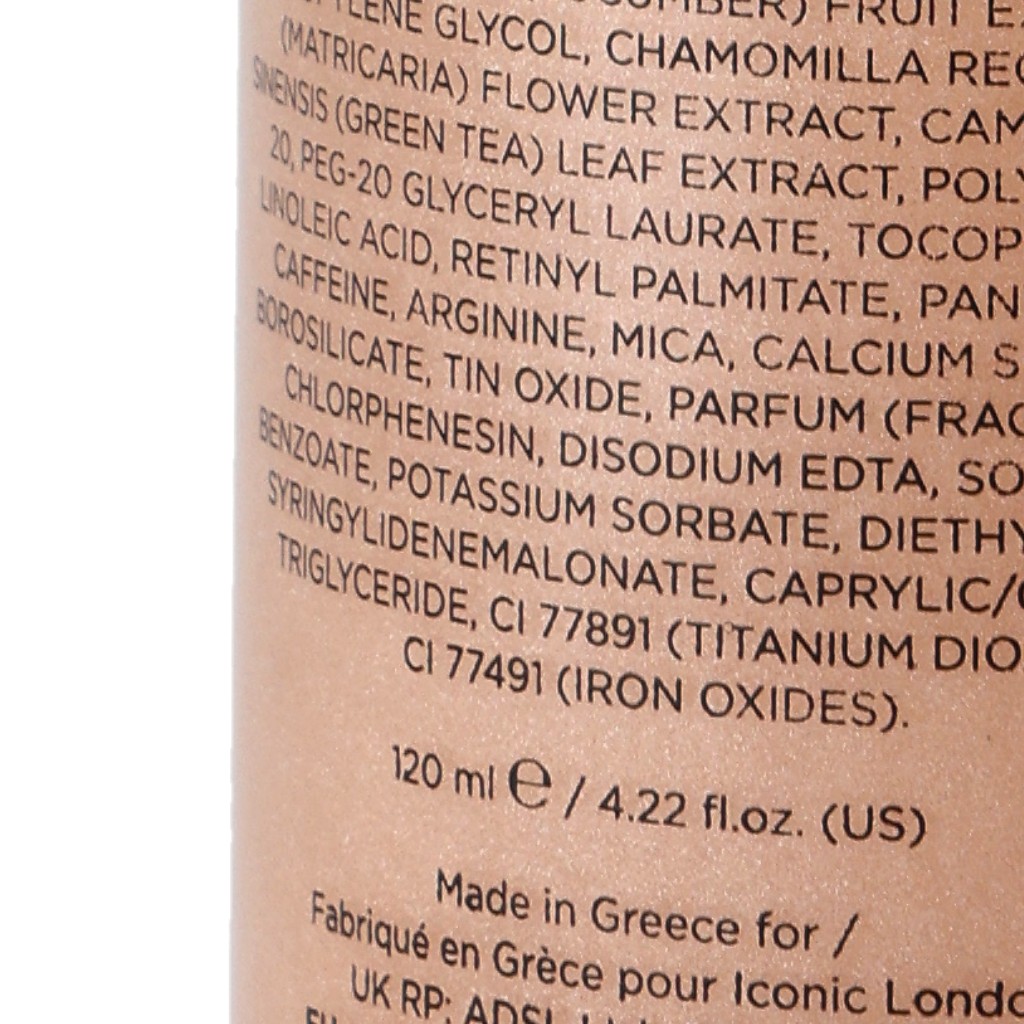 GLYCOL, CHAMOMILLA
(MATRICARIA) FLOWER EXTRACT,
SINENSIS (GREEN TEA) LEAF EXTRACT,
20, PEG-20 GLYCERYL LAURATE,
LINOLEIC ACID, RETINYL PALMITATE,
CAFFEINE, ARGININE, MICA, CALCIUM
BOROSILICATE, TIN OXIDE, PARFUM
CHLORPHENESIN, DISODIUM EDTA,
BENZOATE, POTASSIUM SORBATE,
SYRINGYLIDENEMALONATE,
TRIGLYCERIDE, CI 77891 (TITANIUM
CI 77491 (IRON OXIDES).
120 ml ℮ / 4.22 fl.oz. (US)
Made in Greece for /
Fabriqué en Grèce pour Iconic
UK RP: